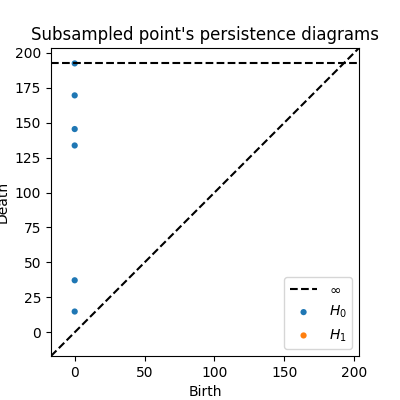 Subsampled point's persistence diagrams
200
175
150
125
100
75
50
25
0
Death
0 50 100 150 200
Birth
∞
H₀
H₁